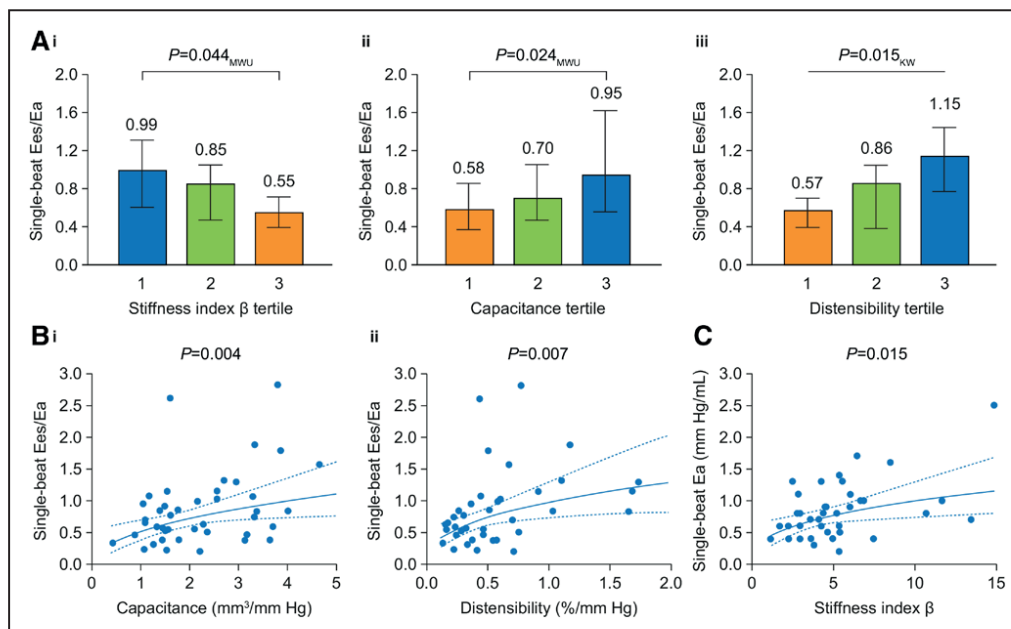 A i
P=0.044MWU
Single-beat Ees/Ea
2.0
1.6
1.2
0.8
0.4
0.0
0.99
0.85
0.55
1 2 3
Stiffness index β tertile
ii
P=0.024MWU
Single-beat Ees/Ea
2.0
1.6
1.2
0.8
0.4
0.0
0.58
0.70
0.95
1 2 3
Capacitance tertile
iii
P=0.015KW
Single-beat Ees/Ea
2.0
1.6
1.2
0.8
0.4
0.0
0.57
0.86
1.15
1 2 3
Distensibility tertile
B i
P=0.004
Single-beat Ees/Ea
3.0
2.5
2.0
1.5
1.0
0.5
0.0
0 1 2 3 4 5
Capacitance (mm³/mm Hg)
ii
P=0.007
Single-beat Ees/Ea
3.0
2.5
2.0
1.5
1.0
0.5
0.0
0.0 0.5 1.0 1.5 2.0
Distensibility (%/mm Hg)
C
P=0.015
Single-beat Ea (mm Hg/mL)
3.0
2.5
2.0
1.5
1.0
0.5
0.0
0 5 10 15
Stiffness index β